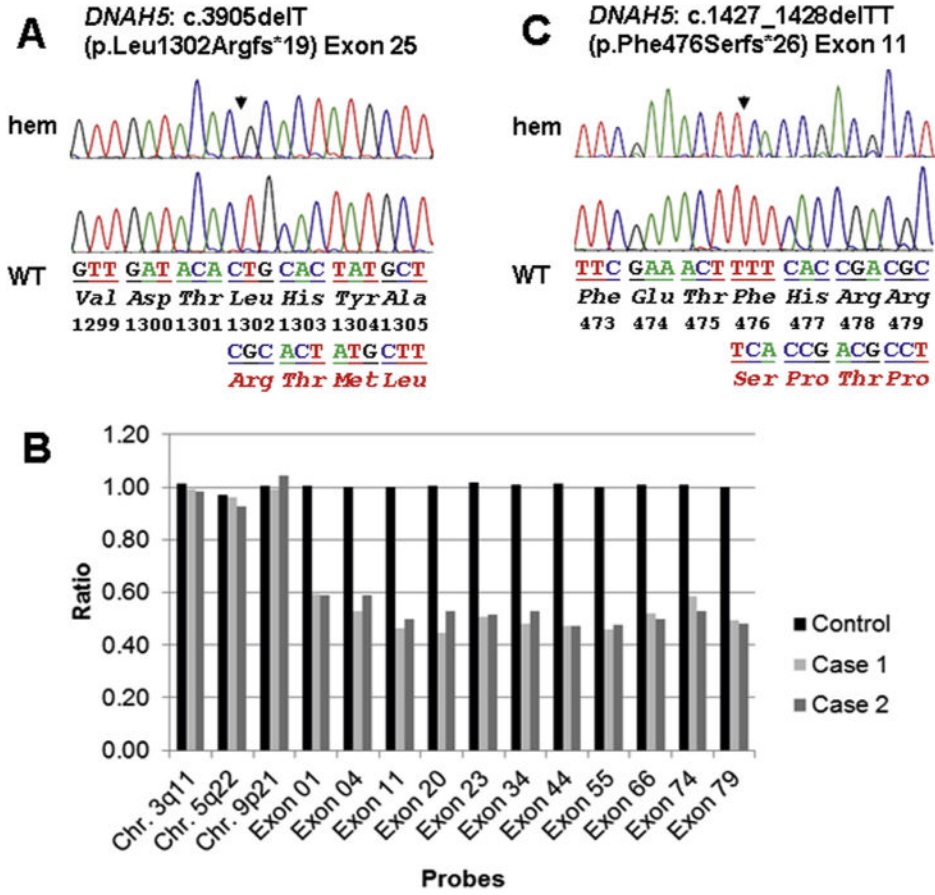 A
DNAH5: c.3905delT
(p.Leu1302Argfs*19) Exon 25
hem
WT
GTT GAT ACA CTG CAC TAT GCT
Val Asp Thr Leu His Tyr Ala
1299 1300 1301 1302 1303 1304 1305
CGC ACT ATG CTT
Arg Thr Met Leu
C
DNAH5: c.1427_1428delTT
(p.Phe476Serfs*26) Exon 11
hem
WT
TTC GAA ACT TTT CAC CGA CGC
Phe Glu Thr Phe His Arg Arg
473 474 475 476 477 478 479
TCA CCG ACG CCT
Ser Pro Thr Pro
B
1.20
1.00
0.80
0.60
0.40
0.20
0.00
Ratio
Chr. 3q11
Chr. 5q22
Chr. 9p21
Exon 01
Exon 04
Exon 11
Exon 20
Exon 23
Exon 34
Exon 44
Exon 55
Exon 66
Exon 74
Exon 79
Probes
Control
Case 1
Case 2